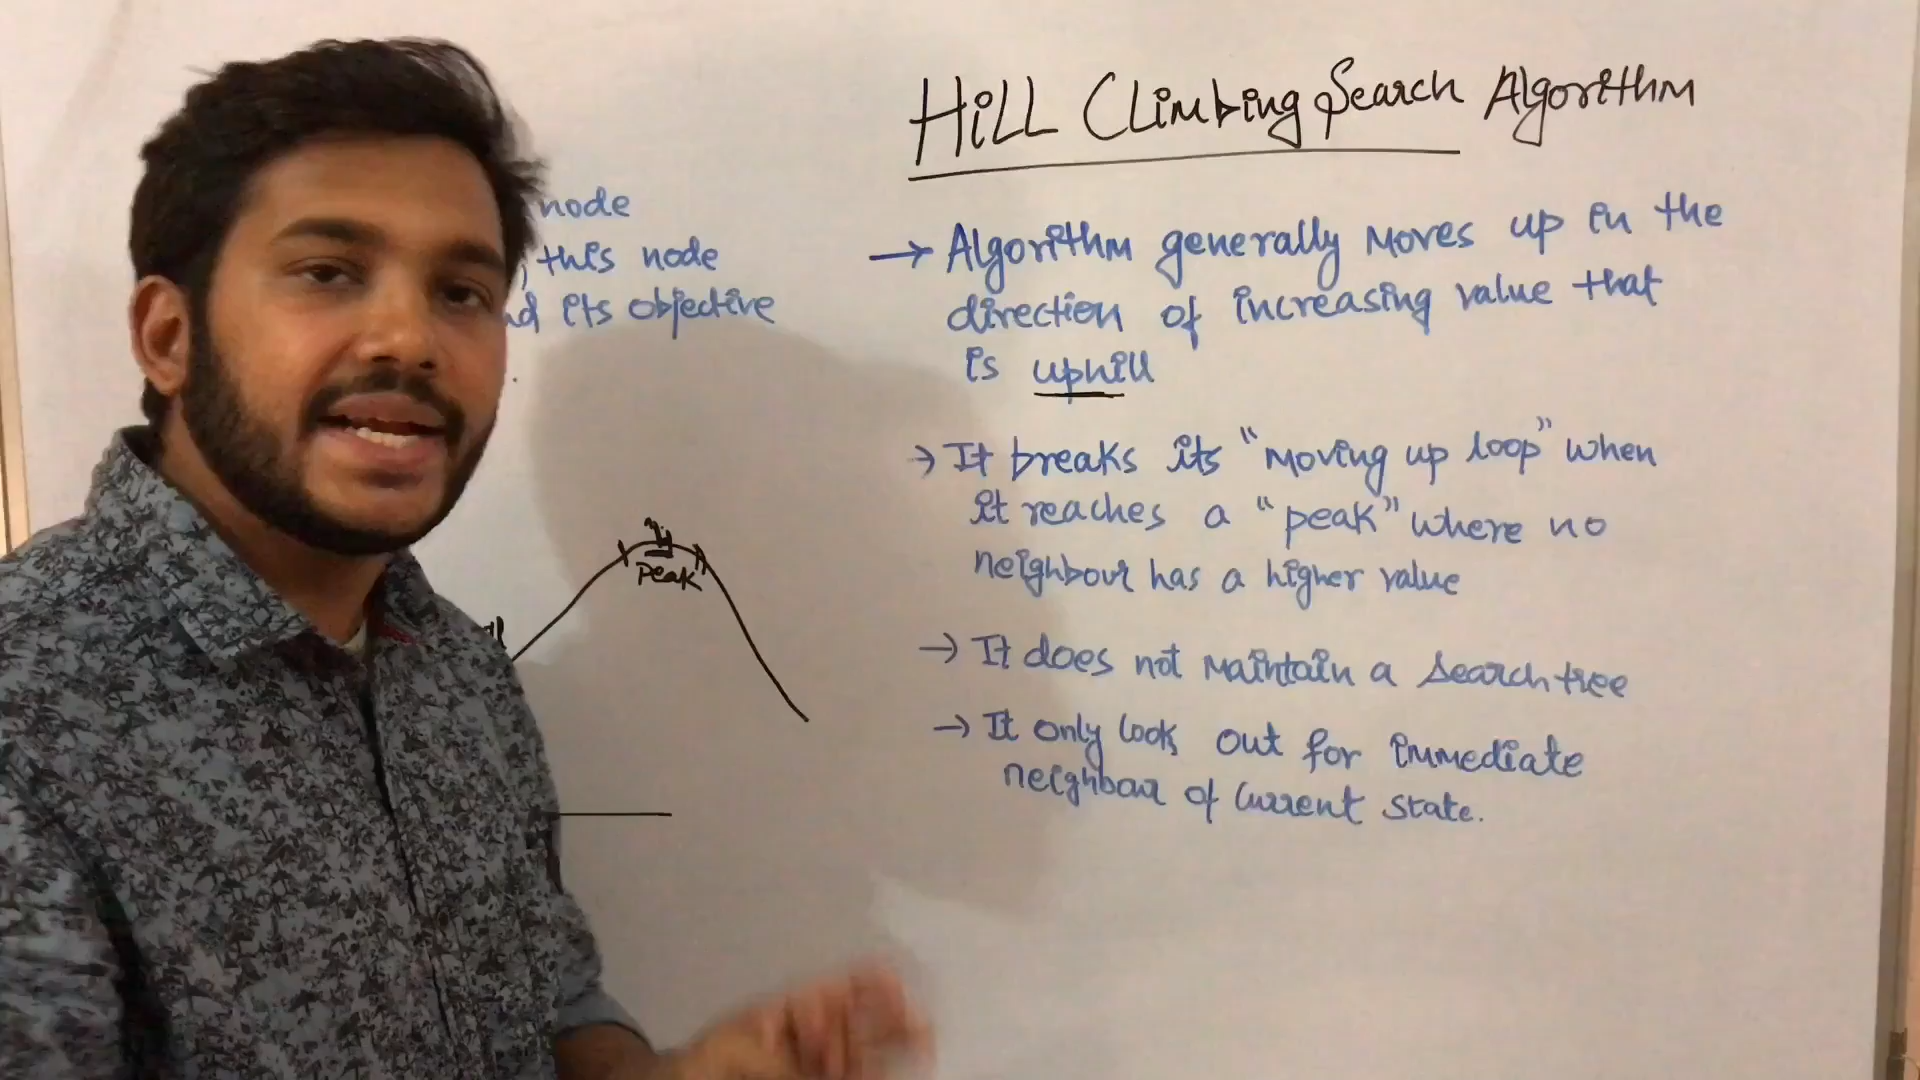 Hill Climbing Search Algorithm
node
this node
its objective
→ Algorithm generally moves up in the
direction of increasing value that
is uphill
→ It breaks its "moving up loop" when
it reaches a "peak" where no
neighbour has a higher value
→ It does not maintain a search tree
→ It only look out for immediate
neighbour of current state.
Peak